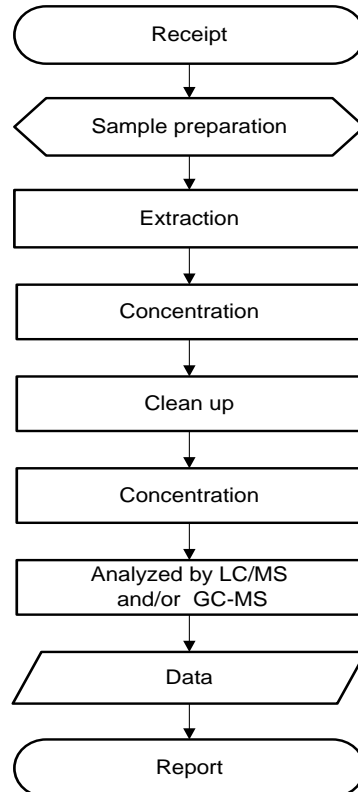 Receipt
Sample preparation
Extraction
Concentration
Clean up
Concentration
Analyzed by LC/MS
and/or GC-MS
Data
Report